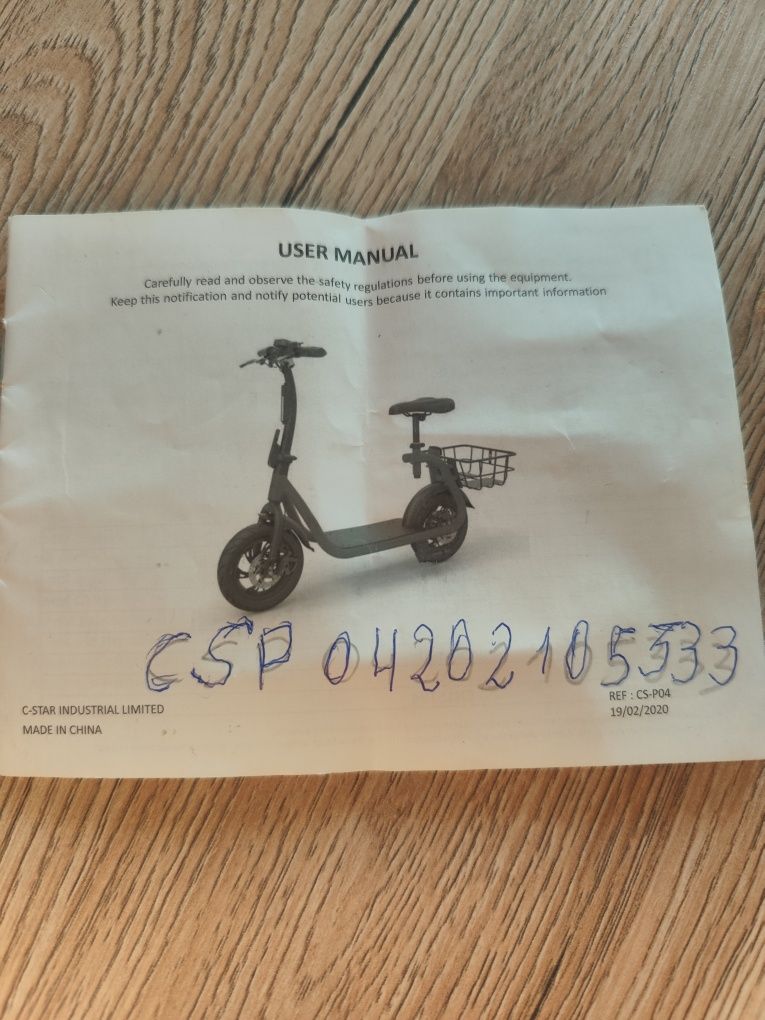 USER MANUAL
Carefully read and observe the safety regulations before using the equipment.
Keep this notification and notify potential users because it contains important information
CSP 04202105333
C-STAR INDUSTRIAL LIMITED
MADE IN CHINA
REF : CS-P04
19/02/2020